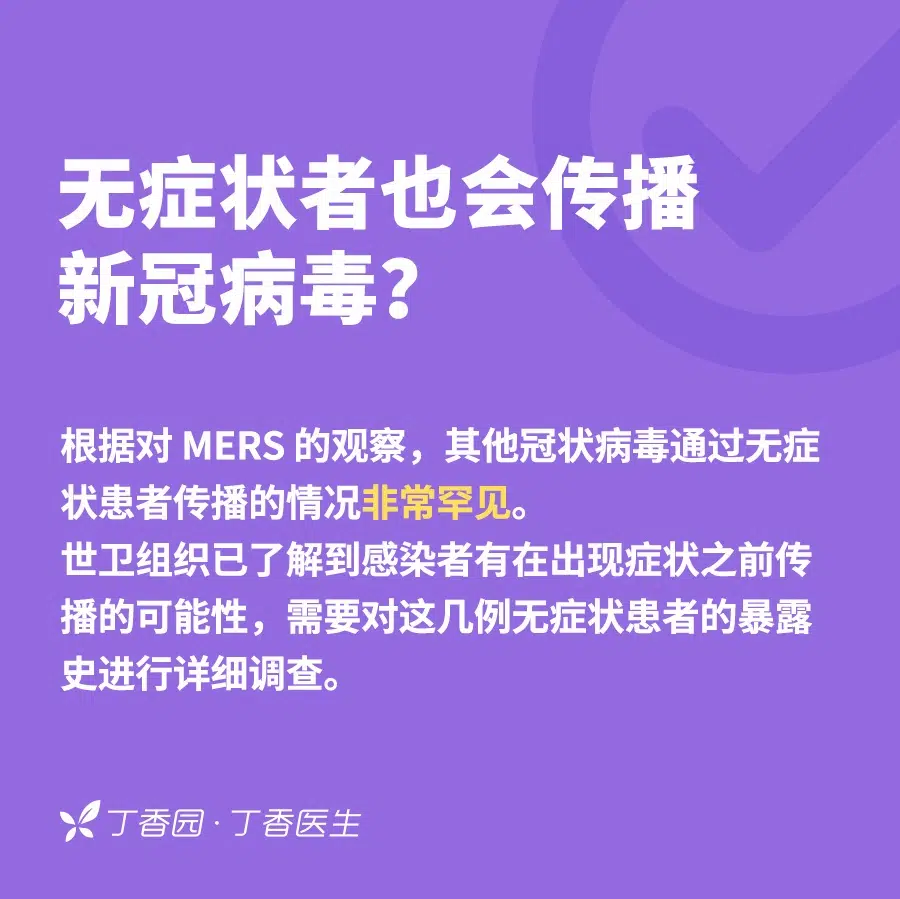 无症状者也会传播
新冠病毒?
根据对 MERS 的观察，其他冠状病毒通过无症
状患者传播的情况非常罕见。
世卫组织已了解到感染者有在出现症状之前传
播的可能性，需要对这几例无症状患者的暴露
史进行详细调查。
丁香园·丁香医生